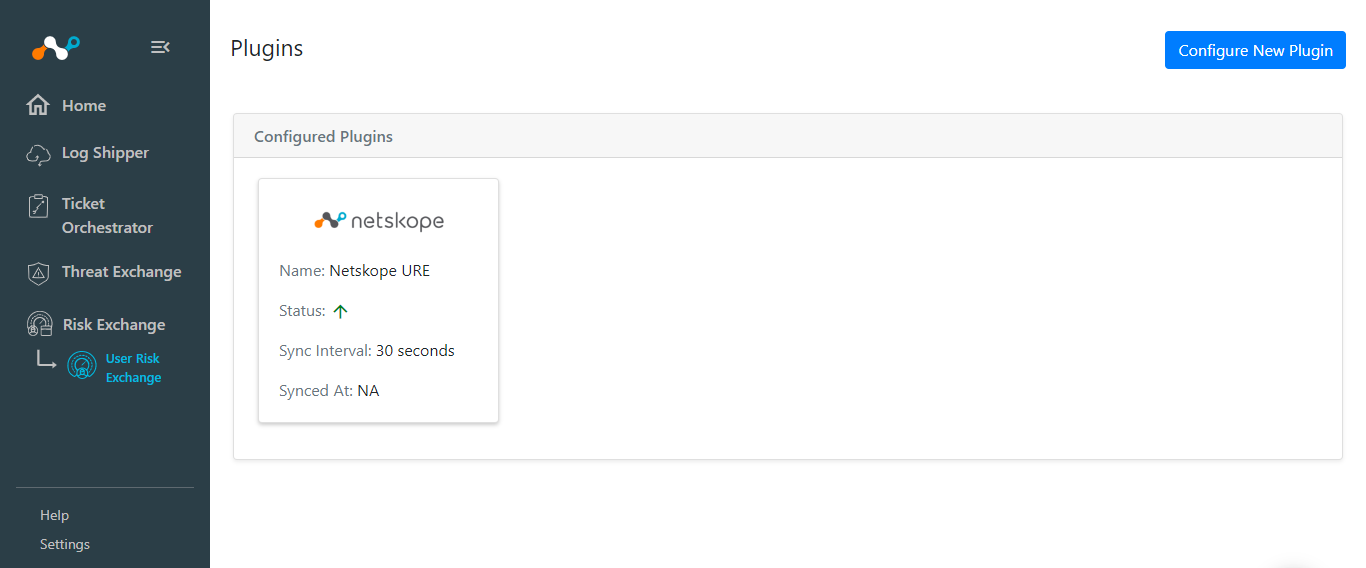 Home
Log Shipper
Ticket
Orchestrator
Threat Exchange
Risk Exchange
User Risk
Exchange
Help
Settings
Plugins
Configure New Plugin
Configured Plugins
netskope
Name: Netskope URE
Status:
Sync Interval: 30 seconds
Synced At: NA